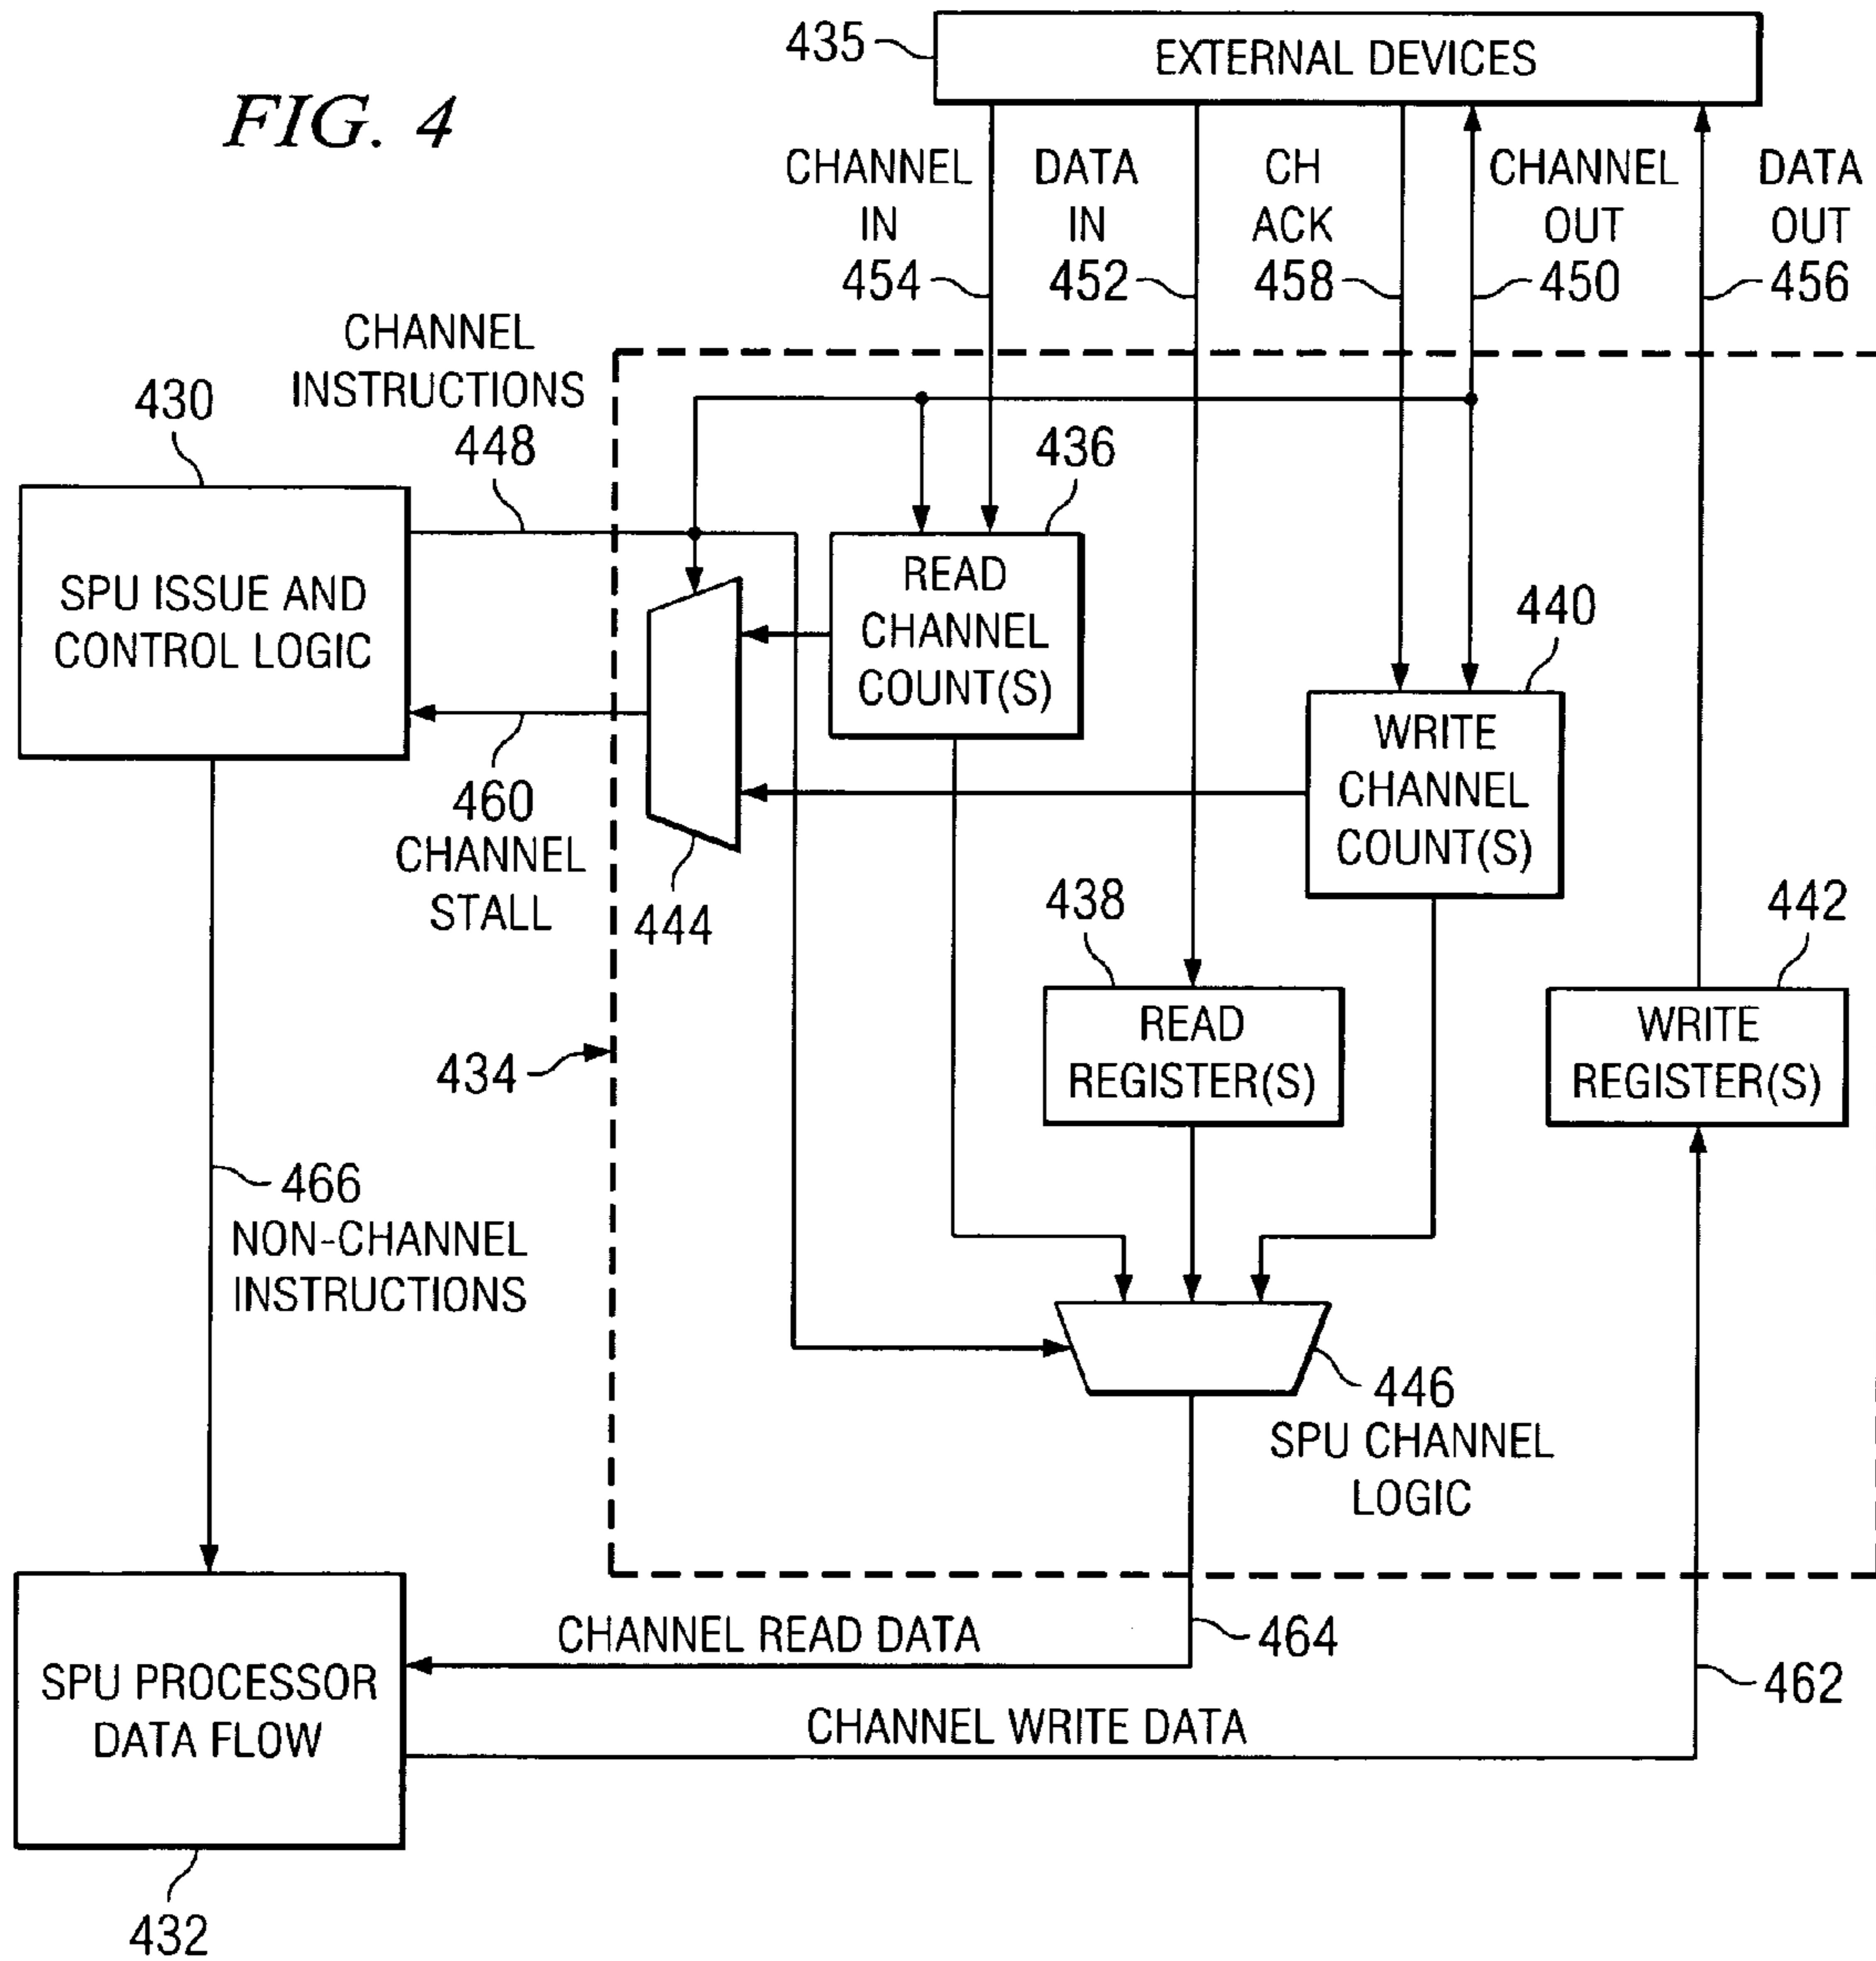 FIG. 4
435
EXTERNAL DEVICES
CHANNEL
IN
454
DATA
IN
452
CH
ACK
458
CHANNEL
OUT
450
DATA
OUT
456
CHANNEL
INSTRUCTIONS
448
430
SPU ISSUE AND
CONTROL LOGIC
436
READ
CHANNEL
COUNT(S)
440
WRITE
CHANNEL
COUNT(S)
460
CHANNEL
STALL
444
438
READ
REGISTER(S)
442
WRITE
REGISTER(S)
434
466
NON-CHANNEL
INSTRUCTIONS
446
SPU CHANNEL
LOGIC
CHANNEL READ DATA
464
SPU PROCESSOR
DATA FLOW
CHANNEL WRITE DATA
462
432